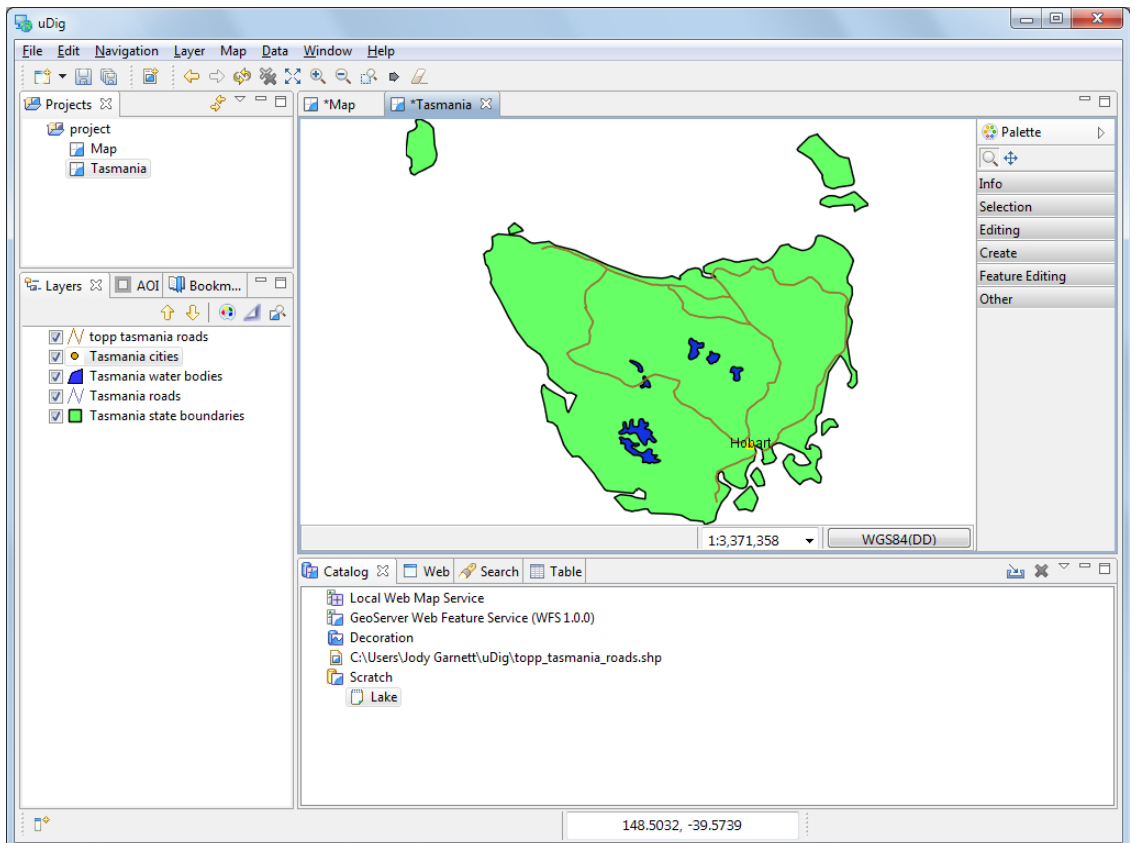 uDig
File Edit Navigation Layer Map Data Window Help
Projects
project
Map
Tasmania
Layers AOI Bookm...
topp tasmania roads
Tasmania cities
Tasmania water bodies
Tasmania roads
Tasmania state boundaries
*Map *Tasmania
Hobart
1:3,371,358 WGS84(DD)
Palette
Info
Selection
Editing
Create
Feature Editing
Other
Catalog Web Search Table
Local Web Map Service
GeoServer Web Feature Service (WFS 1.0.0)
Decoration
C:\Users\Jody Garnett\uDig\topp_tasmania_roads.shp
Scratch
Lake
148.5032, -39.5739